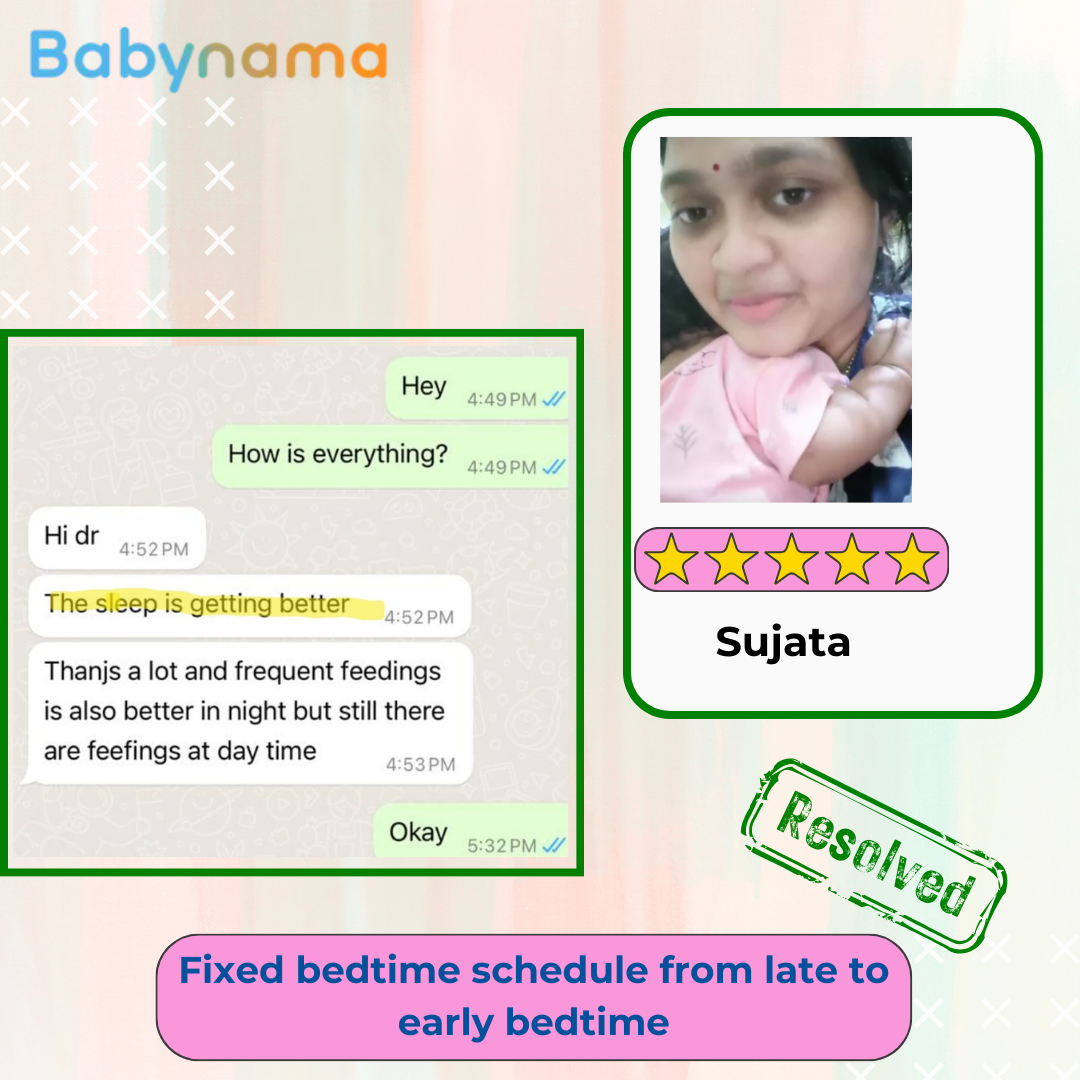 Babynama
Hey 4:49 PM
How is everything? 4:49 PM
Hi dr 4:52 PM
The sleep is getting better 4:52 PM
Thanjs a lot and frequent feedings
is also better in night but still there
are feefings at day time 4:53 PM
Okay 5:32 PM
Sujata
Resolved
Fixed bedtime schedule from late to
early bedtime